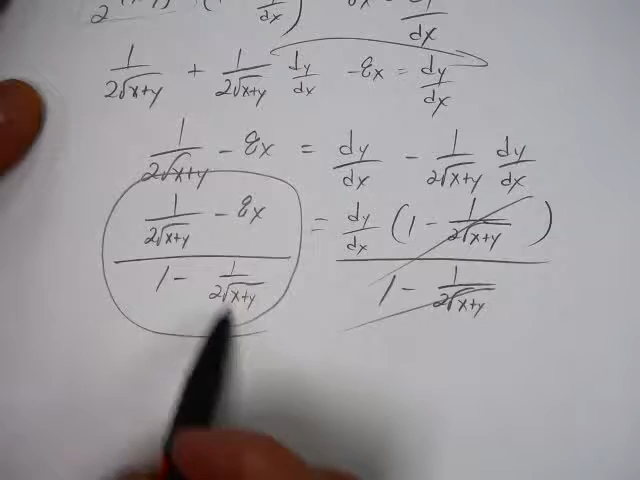 1/(2√(x+y)) + 1/(2√(x+y)) dy/dx - 8x = dy/dx
1/(2√(x+y)) - 8x = dy/dx - 1/(2√(x+y)) dy/dx
(1/(2√(x+y)) - 8x)/(1 - 1/(2√(x+y))) = (dy/dx (1 - 1/(2√(x+y))))/(1 - 1/(2√(x+y)))